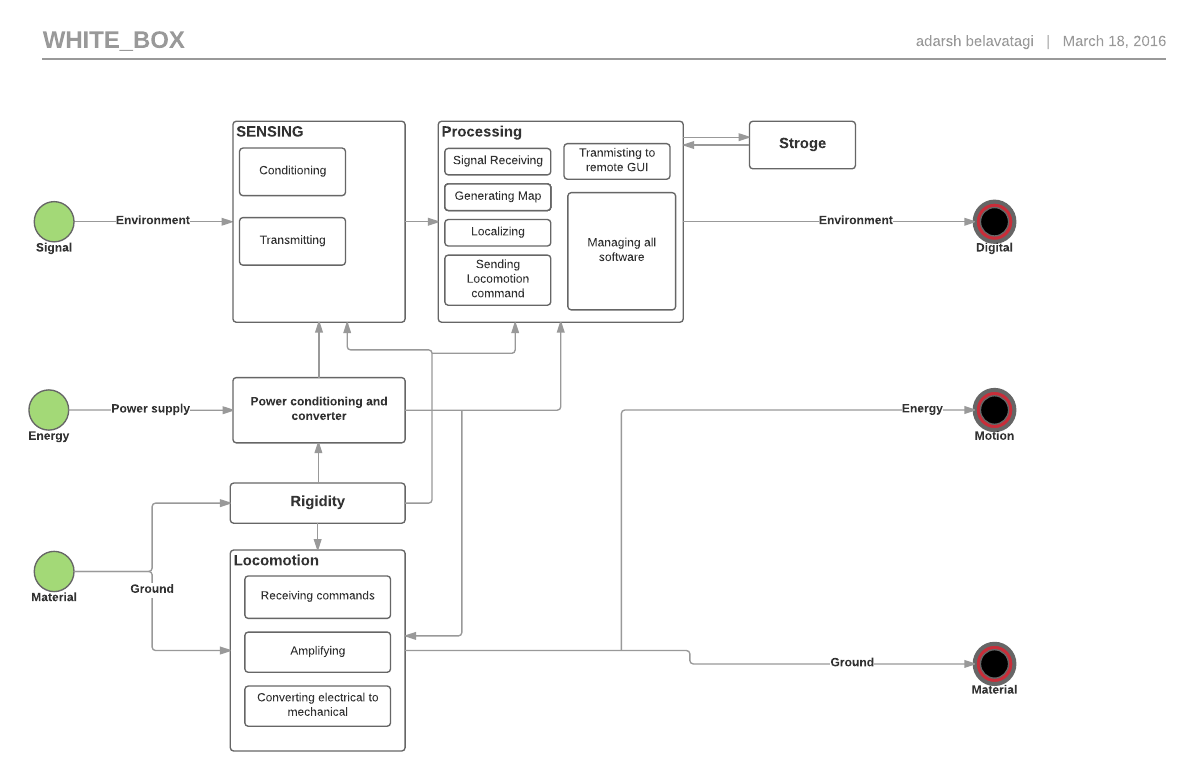 WHITE_BOX
adarsh belavatagi | March 18, 2016
SENSING
Conditioning
Transmitting
Processing
Signal Receiving
Generating Map
Localizing
Sending
Locomotion
command
Tranmisting to
remote GUI
Managing all
software
Stroge
Environment
Signal
Environment
Digital
Power supply
Energy
Power conditioning and
converter
Energy
Motion
Rigidity
Material
Ground
Locomotion
Receiving commands
Amplifying
Converting electrical to
mechanical
Ground
Material